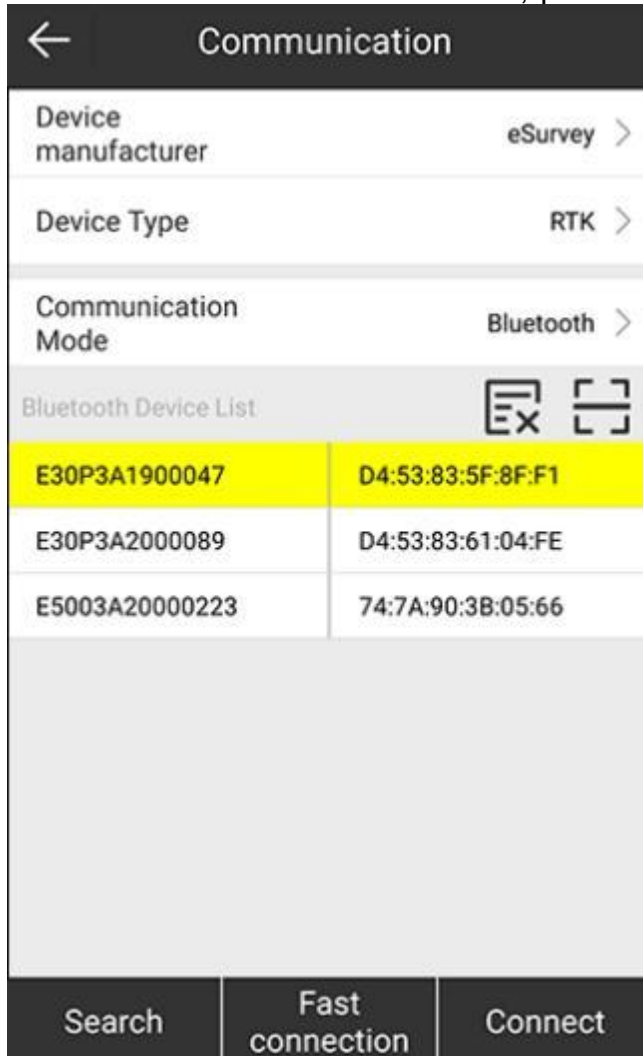 Communication
Device
manufacturer
eSurvey
Device Type
RTK
Communication
Mode
Bluetooth
Bluetooth Device List
E30P3A1900047 D4:53:83:5F:8F:F1
E30P3A2000089 D4:53:83:61:04:FE
E5003A20000223 74:7A:90:3B:05:66
Search
Fast
connection
Connect